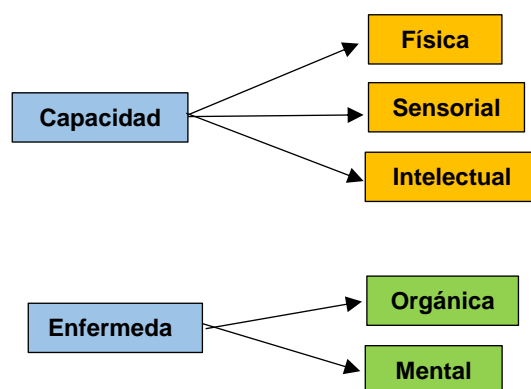 Física
Capacidad
Sensorial
Intelectual
Orgánica
Enfermeda
Mental